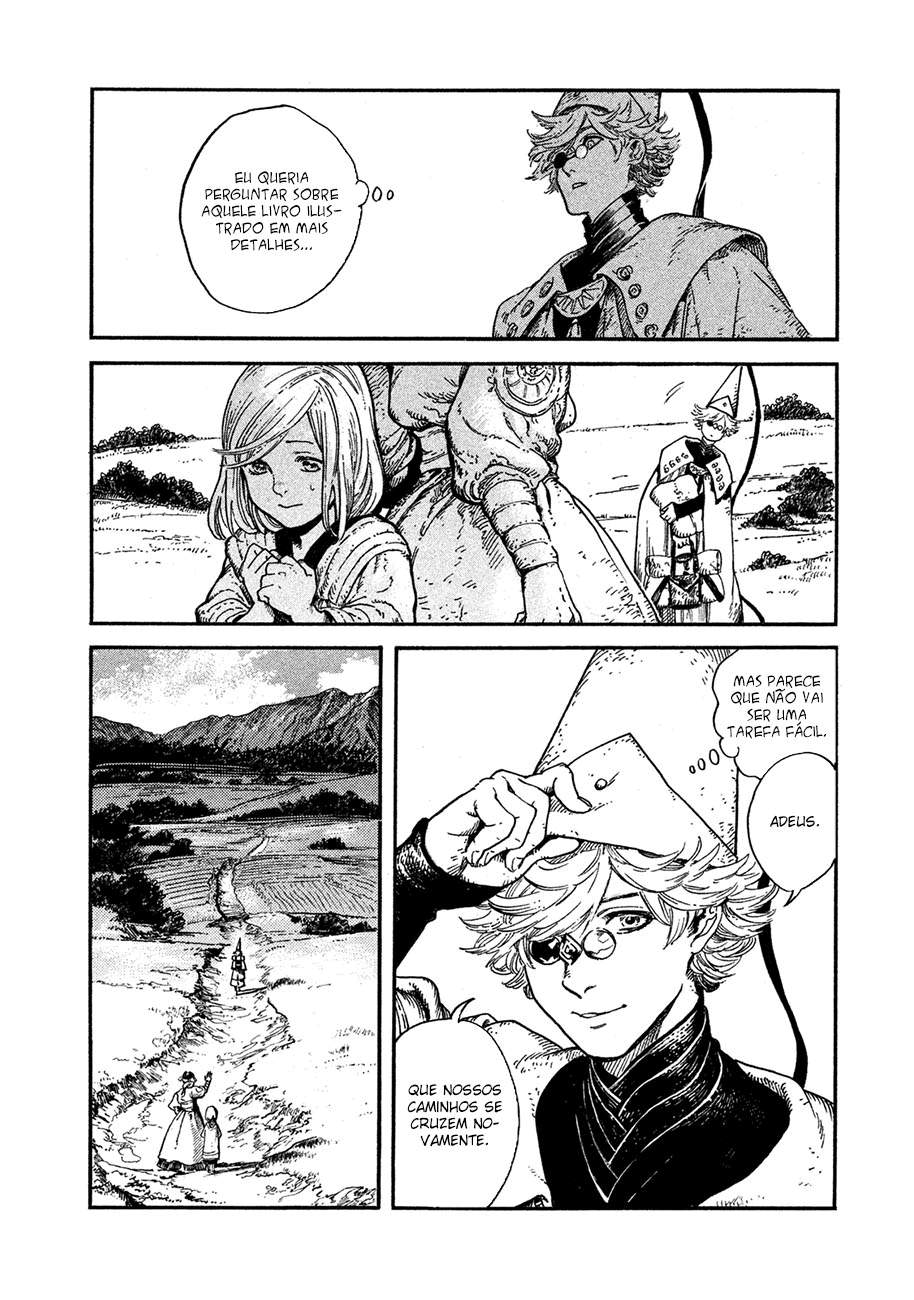 EU QUERIA
PERGUNTAR SOBRE
AQUELE LIVRO ILUS-
TRADO EM MAIS
DETALHES...
MAS PARECE
QUE NÃO VAI
SER UMA
TAREFA FÁCIL.
ADEUS.
QUE NOSSOS
CAMINHOS SE
CRUZEM NO-
VAMENTE.